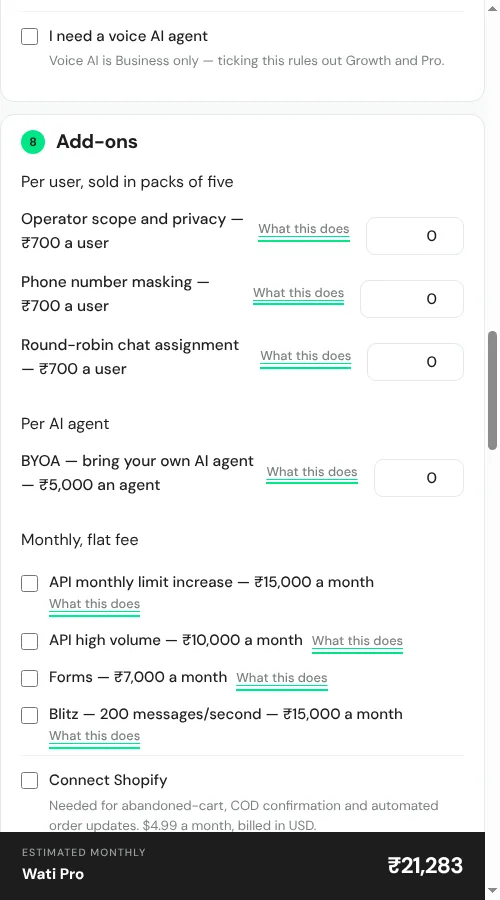 I need a voice AI agent
Voice AI is Business only — ticking this rules out Growth and Pro.
8 Add-ons
Per user, sold in packs of five
Operator scope and privacy —
₹700 a user
What this does
0
Phone number masking —
₹700 a user
What this does
0
Round-robin chat assignment
— ₹700 a user
What this does
0
Per AI agent
BYOA — bring your own AI agent
— ₹5,000 an agent
What this does
0
Monthly, flat fee
API monthly limit increase — ₹15,000 a month
What this does
API high volume — ₹10,000 a month What this does
Forms — ₹7,000 a month What this does
Blitz — 200 messages/second — ₹15,000 a month
What this does
Connect Shopify
Needed for abandoned-cart, COD confirmation and automated
order updates. $4.99 a month, billed in USD.
ESTIMATED MONTHLY
Wati Pro
₹21,283